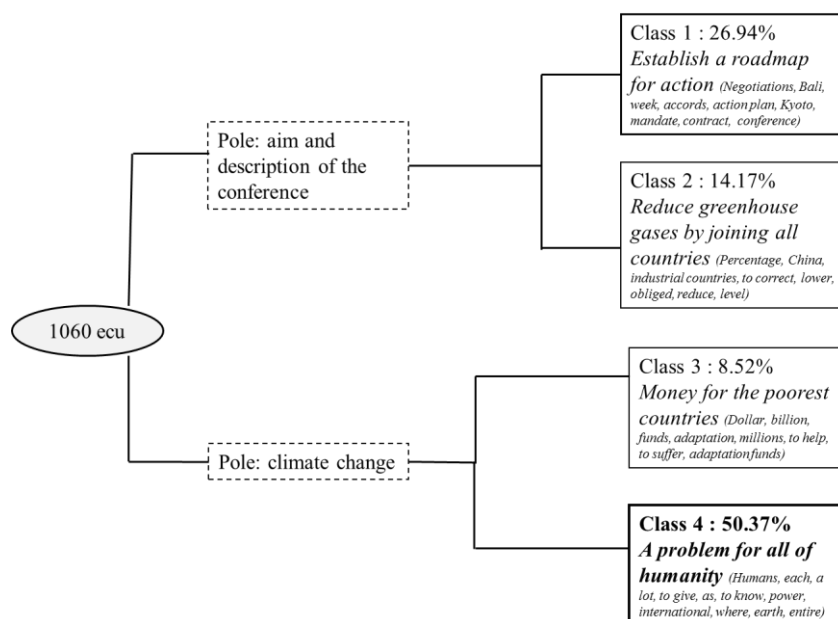 Class 1 : 26.94%
Establish a roadmap
for action (Negotiations, Bali,
week, accords, action plan, Kyoto,
mandate, contract, conference)
Pole: aim and
description of the
conference
Class 2 : 14.17%
Reduce greenhouse
gases by joining all
countries (Percentage, China,
industrial countries, to correct, lower,
obliged, reduce, level)
1060 ecu
Class 3 : 8.52%
Money for the poorest
countries (Dollar, billion,
funds, adaptation, millions, to help,
to suffer, adaptation funds)
Pole: climate change
Class 4 : 50.37%
A problem for all of
humanity (Humans, each, a
lot, to give, as, to know, power,
international, where, earth, entire)